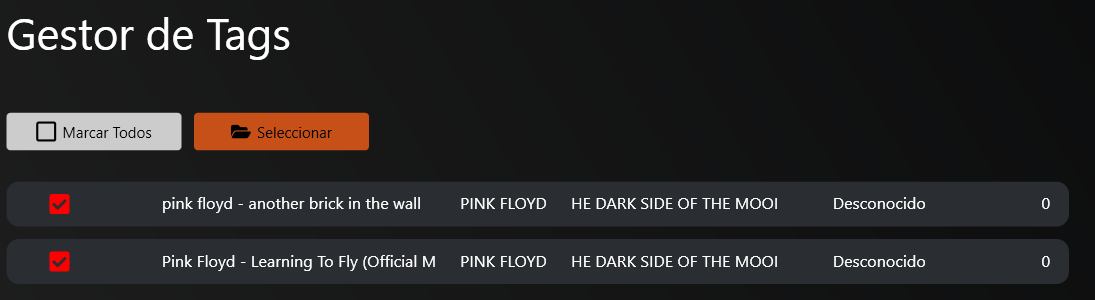 Gestor de Tags
Marcar Todos Seleccionar
pink floyd - another brick in the wall PINK FLOYD HE DARK SIDE OF THE MOOI Desconocido 0
Pink Floyd - Learning To Fly (Official M PINK FLOYD HE DARK SIDE OF THE MOOI Desconocido 0